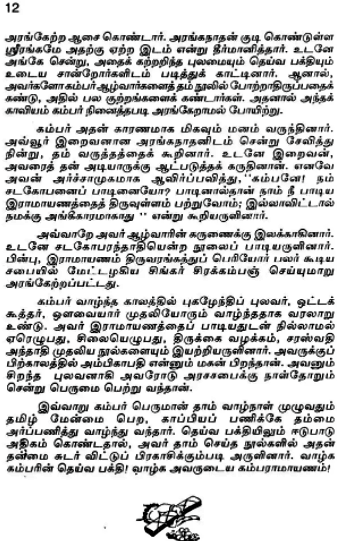 12
அரங்கேற்ற ஆசை கொண்டார். அரங்கநாதன் குடி கொண்டுள்ள
ஸ்ரீரங்கமே அதற்கு ஏற்ற இடம் என்று தீர்மானித்தார். உடனே
அங்கே சென்று, அதைக் கற்றறிந்த புலமையும் தெய்வ பக்தியும்
உடைய சான்றோர்களிடம் படித்துக் காட்டினார். ஆனால்,
அவர்களோ கம்பர் ஆழ்வார்களைத் தம் நூலில் போற்றாதிருப்பதைக்
கண்டு, அதில் பல குற்றங்களைக் கண்டார்கள். அதனால் அந்தக்
காவியம் கம்பர் நினைத்தபடி அரங்கேறாமல் போயிற்று.
கம்பர் அதன் காரணமாக மிகவும் மனம் வருந்தினார்.
அவ்வூர் இறைவனான அரங்கநாதனிடம் சென்று சேவித்து
நின்று, தம் வருத்தத்தைக் கூறினார். உடனே இறைவன்,
அவரைத் தன் அடியாருக்கு ஆட்படுத்தக் கருதினான். எனவே
அவன் அர்ச்சாமுகமாக ஆவிர்ப்பவித்து, "கம்பனே! நம்
சடகோபனைப் பாடினையோ? பாடினால்தான் நாம் நீ பாடிய
இராமாயணத்தைத் திருவுள்ளம் பற்றுவோம்; இல்லாவிட்டால்
நமக்கு அங்கிகாரமாகாது " என்று கூறியருளினார்.
அவ்வாறே அவர் ஆழ்வாரின் கருணைக்கு இலக்காகினார்.
உடனே சடகோபரந்தாதியென்ற நூலைப் பாடியருளினார்.
பின்பு, இராமாயணம் திருவரங்கத்துப் பெரியோர் பலர் கூடிய
சபையில் மேட்டழகிய சிங்கர் சிரக்கம்பஞ் செய்யுமாறு
அரங்கேற்றப்பட்டது.
கம்பர் வாழ்ந்த காலத்தில் புகழேந்திப் புலவர், ஒட்டக்
கூத்தர், ஒளவையார் முதலியோரும் வாழ்ந்ததாக வரலாறு
உண்டு. அவர் இராமாயணத்தைப் பாடியதுடன் நில்லாமல்
ஏரெழுபது, சிலையெழுபது, திருக்கை வழக்கம், சரஸ்வதி
அந்தாதி முதலிய நூல்களையும் இயற்றியருளினார். அவருக்குப்
பிற்காலத்தில் அம்பிகாபதி என்னும் மகன் பிறந்தான். அவனும்
சிறந்த புலவனாகி அவரோடு அரச்சபைக்கு நாள்தோறும்
சென்று பெருமை பெற்று வந்தான்.
இவ்வாறு கம்பர் பெருமான் தாம் வாழ்நாள் முழுவதும்
தமிழ் மேன்மை பெற, காப்பியப் பணிக்கே தம்மை
அர்ப்பணித்து வாழ்ந்து வந்தார். தெய்வ பக்தியிலும் ஈடுபாடு
அதிகம் கொண்டதால், அவர் தாம் செய்த நூல்களில் அதன்
தன்மை சுடர் விட்டுப் பிரகாசிக்கும்படி அருளினார். வாழ்க
கம்பரின் தெய்வ பக்தி! வாழ்க அவருடைய கம்பராமாயணம்!